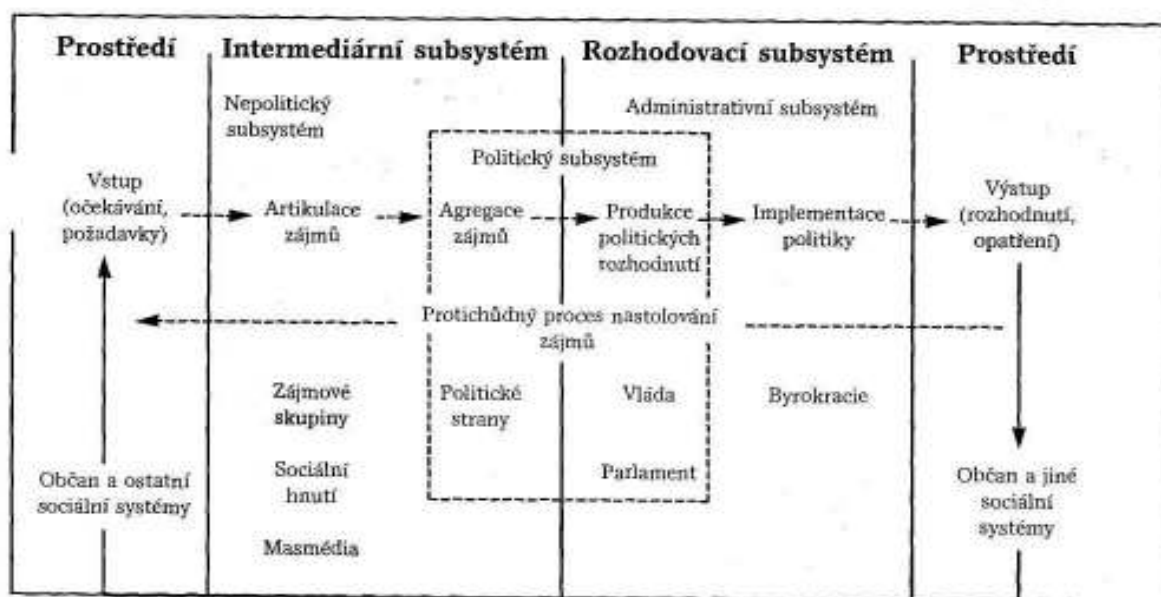 Prostředí
Intermediární subsystém
Rozhodovací subsystém
Prostředí
Nepolitický
subsystém
Administrativní subsystém
Politický subsystém
Vstup
(očekávání,
požadavky)
Artikulace
zájmů
Agregace
zájmů
Produkce
politických
rozhodnutí
Implementace
politiky
Výstup
(rozhodnutí,
opatření)
Protichůdný proces nastolování
zájmů
Zájmové
skupiny
Politické
strany
Vláda
Byrokracie
Občan a ostatní
sociální systémy
Sociální
hnutí
Parlament
Občan a jiné
sociální
systémy
Masmédia